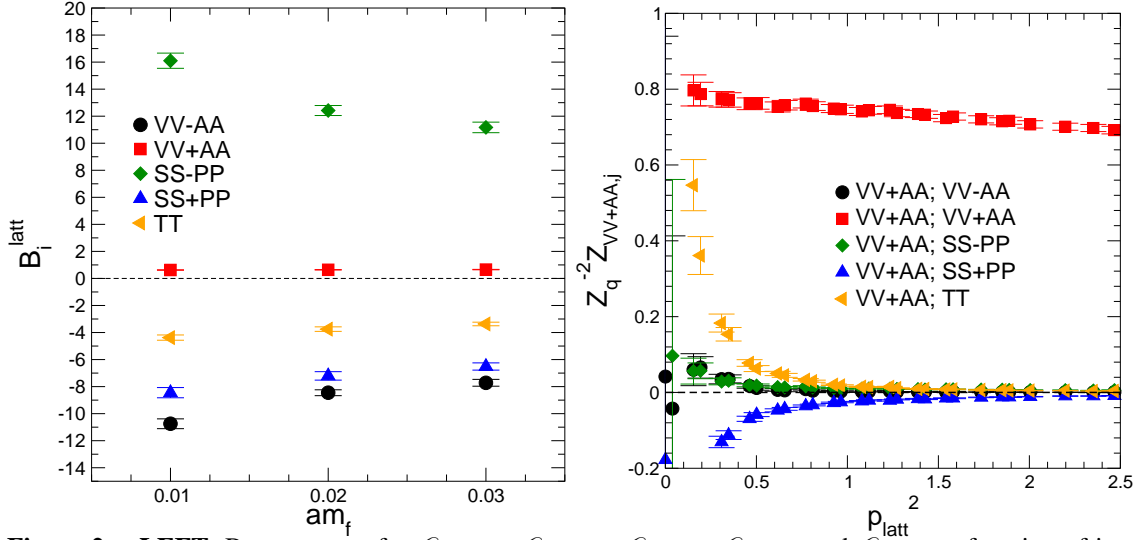 20
18
16
14
12
10
8
6
4
2
0
-2
-4
-6
-8
-10
-12
-14
B_i^latt
VV-AA
VV+AA
SS-PP
SS+PP
TT
0.01
0.02
0.03
am_f
1
0.8
0.6
0.4
0.2
0
-0.2
Z_q^-2 Z_VV+AA,j
VV+AA; VV-AA
VV+AA; VV+AA
VV+AA; SS-PP
VV+AA; SS+PP
VV+AA; TT
0
0.5
1
1.5
2
2.5
p_latt^2